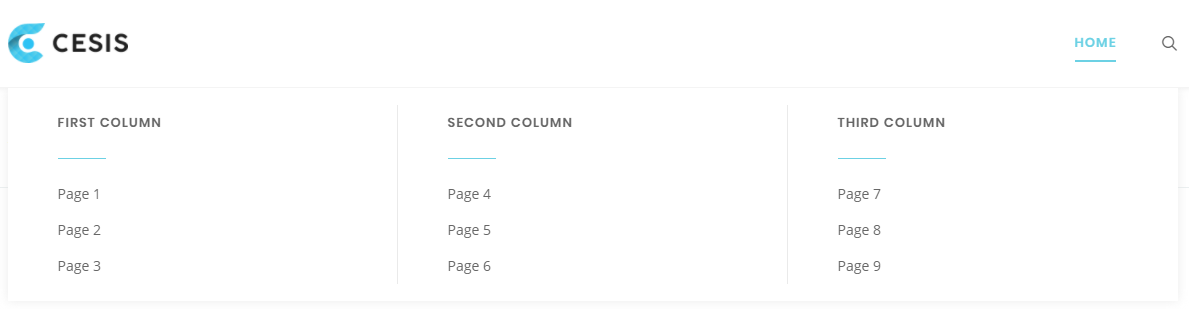 CESIS
HOME
FIRST COLUMN
Page 1
Page 2
Page 3
SECOND COLUMN
Page 4
Page 5
Page 6
THIRD COLUMN
Page 7
Page 8
Page 9